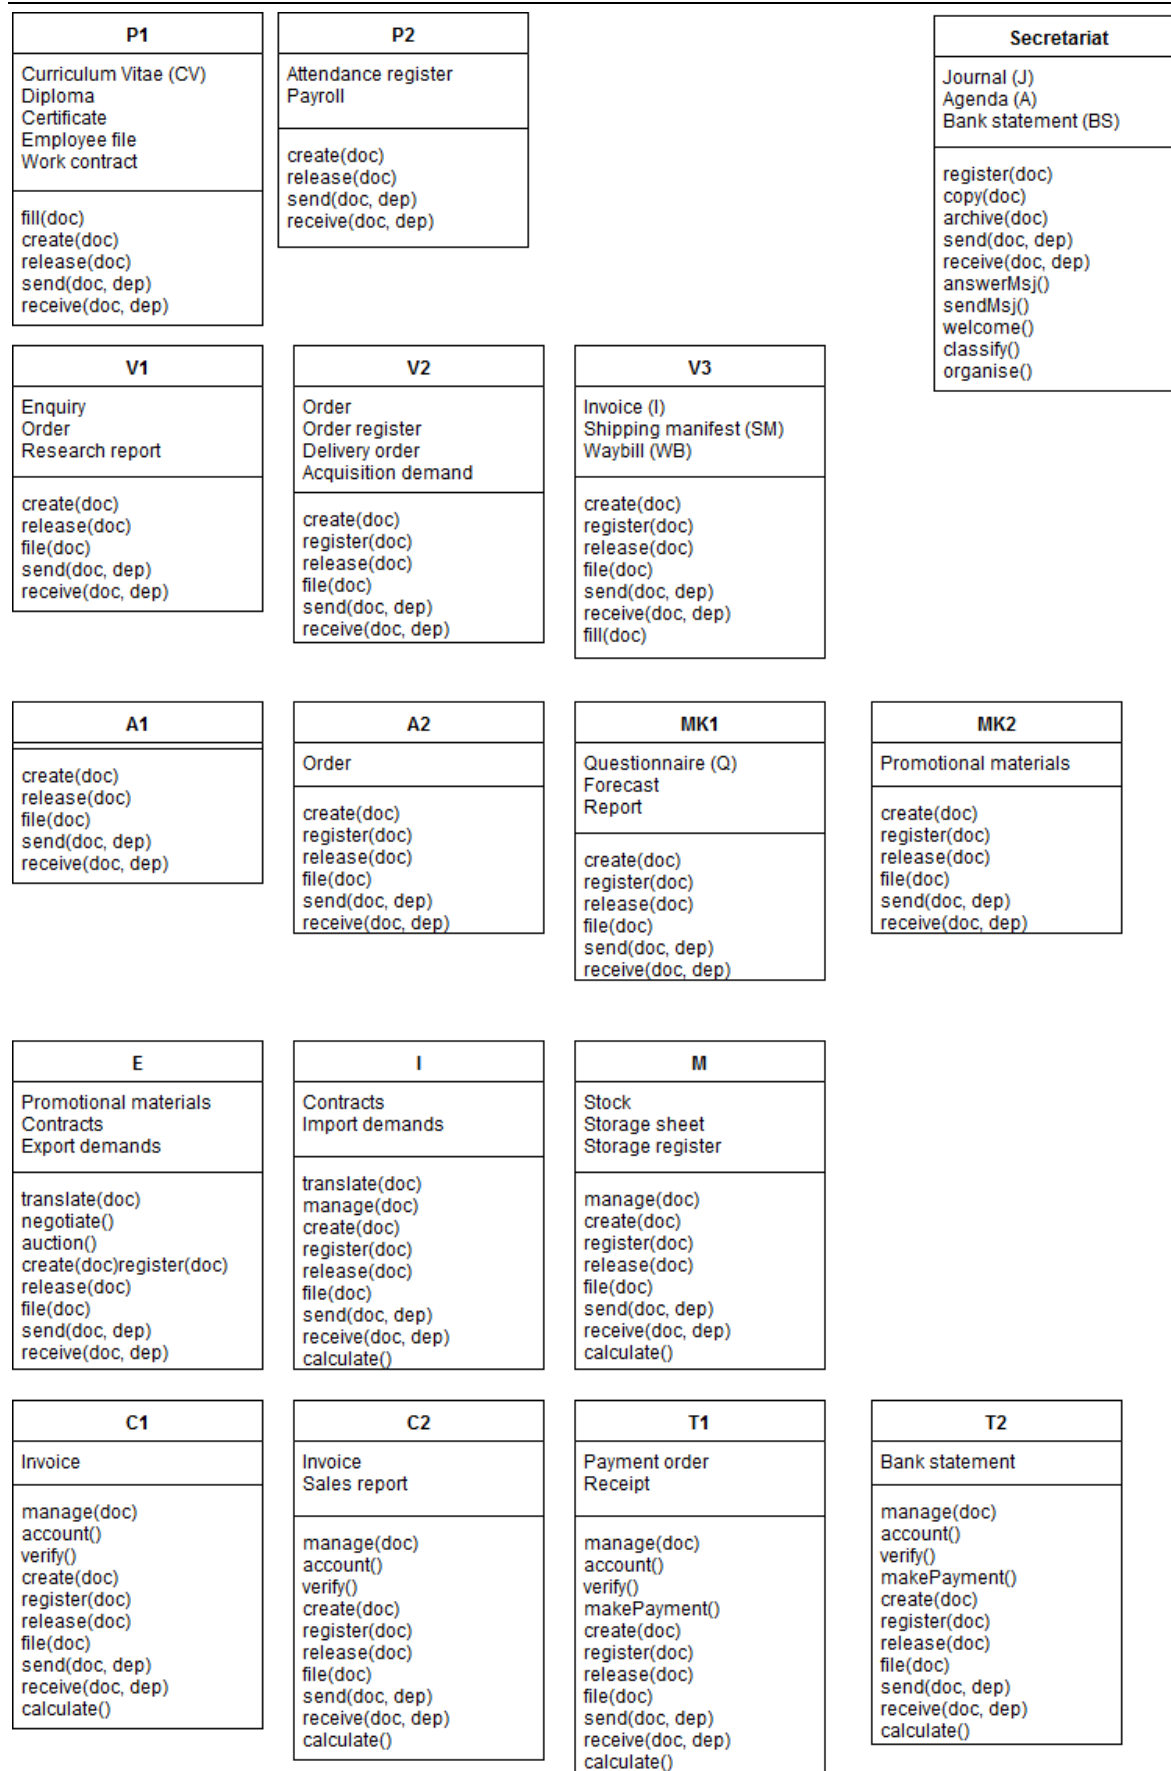 P1
Curriculum Vitae (CV)
Diploma
Certificate
Employee file
Work contract
fill(doc)
create(doc)
release(doc)
send(doc, dep)
receive(doc, dep)
P2
Attendance register
Payroll
create(doc)
release(doc)
send(doc, dep)
receive(doc, dep)
Secretariat
Journal (J)
Agenda (A)
Bank statement (BS)
register(doc)
copy(doc)
archive(doc)
send(doc, dep)
receive(doc, dep)
answerMsj()
sendMsj()
welcome()
classify()
organise()
V1
Enquiry
Order
Research report
create(doc)
release(doc)
file(doc)
send(doc, dep)
receive(doc, dep)
V2
Order
Order register
Delivery order
Acquisition demand
create(doc)
register(doc)
release(doc)
file(doc)
send(doc, dep)
receive(doc, dep)
V3
Invoice (I)
Shipping manifest (SM)
Waybill (WB)
create(doc)
register(doc)
release(doc)
file(doc)
send(doc, dep)
receive(doc, dep)
fill(doc)
A1
create(doc)
release(doc)
file(doc)
send(doc, dep)
receive(doc, dep)
A2
Order
create(doc)
register(doc)
release(doc)
file(doc)
send(doc, dep)
receive(doc, dep)
MK1
Questionnaire (Q)
Forecast
Report
create(doc)
register(doc)
release(doc)
file(doc)
send(doc, dep)
receive(doc, dep)
MK2
Promotional materials
create(doc)
register(doc)
release(doc)
file(doc)
send(doc, dep)
receive(doc, dep)
E
Promotional materials
Contracts
Export demands
translate(doc)
negotiate()
auction()
create(doc)register(doc)
release(doc)
file(doc)
send(doc, dep)
receive(doc, dep)
I
Contracts
Import demands
translate(doc)
manage(doc)
create(doc)
register(doc)
release(doc)
file(doc)
send(doc, dep)
receive(doc, dep)
calculate()
M
Stock
Storage sheet
Storage register
manage(doc)
create(doc)
register(doc)
release(doc)
file(doc)
send(doc, dep)
receive(doc, dep)
calculate()
C1
Invoice
manage(doc)
account()
verify()
create(doc)
register(doc)
release(doc)
file(doc)
send(doc, dep)
receive(doc, dep)
calculate()
C2
Invoice
Sales report
manage(doc)
account()
verify()
create(doc)
register(doc)
release(doc)
file(doc)
send(doc, dep)
receive(doc, dep)
calculate()
T1
Payment order
Receipt
manage(doc)
account()
verify()
makePayment()
create(doc)
register(doc)
release(doc)
file(doc)
send(doc, dep)
receive(doc, dep)
calculate()
T2
Bank statement
manage(doc)
account()
verify()
makePayment()
create(doc)
register(doc)
release(doc)
file(doc)
send(doc, dep)
receive(doc, dep)
calculate()